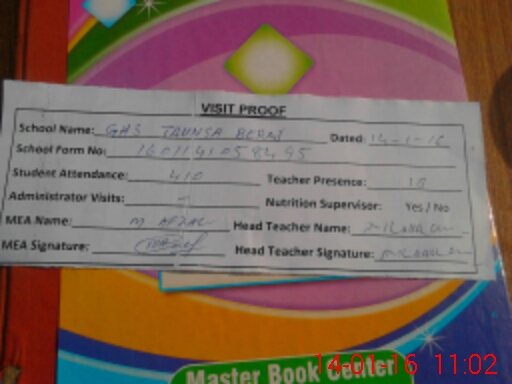 VISIT PROOF
School Name: GHS TAUNSA Dated: 14-1-16
School Form No: 1601141058495
Student Attendance: 410 Teacher Presence: 18
Administrator Visits: - Nutrition Supervisor: Yes / No
MEA Name: M AFZAL Head Teacher Name:
MEA Signature: Head Teacher Signature:
Master Book Center
14-01-16 11:02